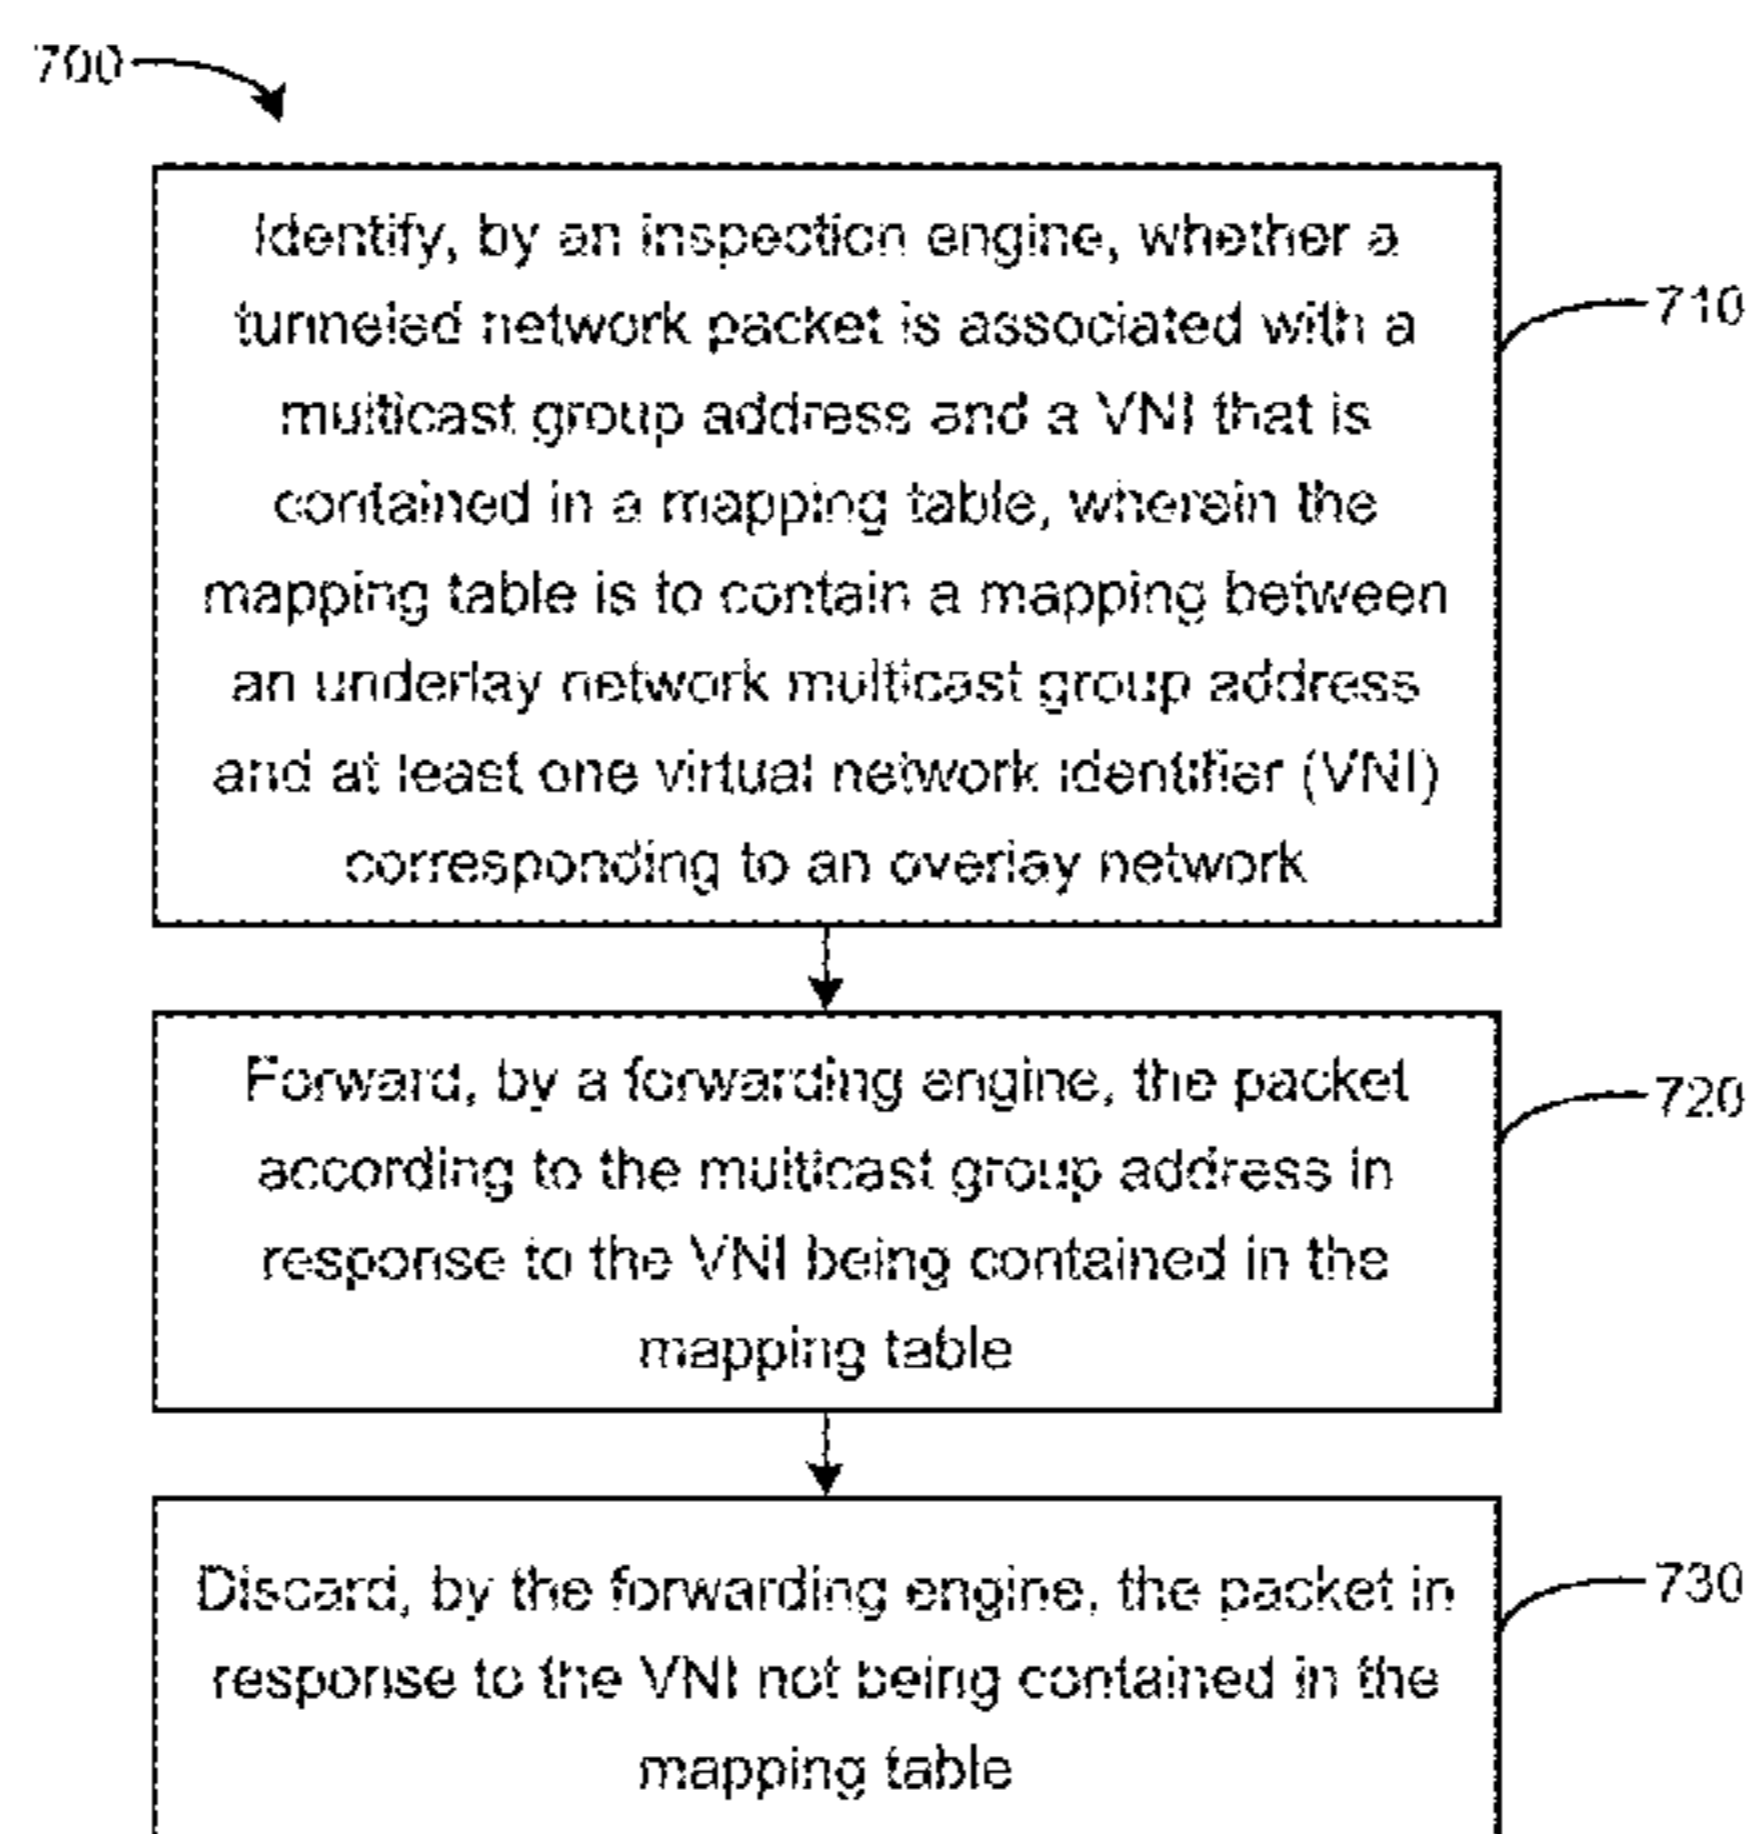 700
Identify, by an inspection engine, whether a
tunneled network packet is associated with a
multicast group address and a VNI that is
contained in a mapping table, wherein the
mapping table is to contain a mapping between
an underlay network multicast group address
and at least one virtual network identifier (VNI)
corresponding to an overlay network
710
Forward, by a forwarding engine, the packet
according to the multicast group address in
response to the VNI being contained in the
mapping table
720
Discard, by the forwarding engine, the packet in
response to the VNI not being contained in the
mapping table
730